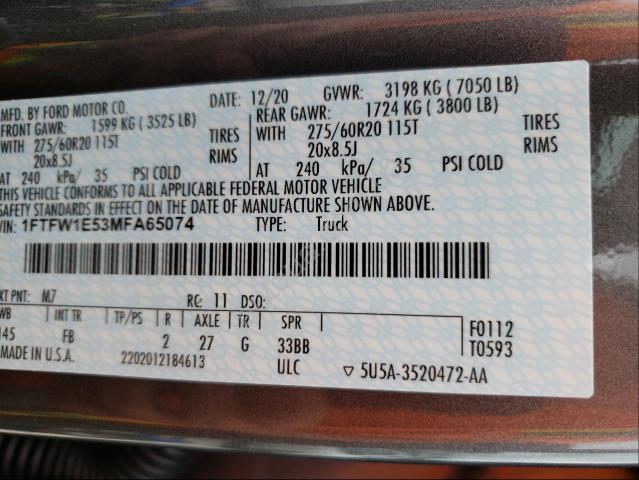 MFD. BY FORD MOTOR CO.
DATE: 12/20 GVWR: 3198 KG ( 7050 LB)
FRONT GAWR: 1599 KG ( 3525 LB)
REAR GAWR: 1724 KG ( 3800 LB)
WITH 275/60R20 115T TIRES
WITH 275/60R20 115T TIRES
20x8.5J RIMS
20x8.5J RIMS
AT 240 kPa/ 35 PSI COLD
AT 240 kPa/ 35 PSI COLD
THIS VEHICLE CONFORMS TO ALL APPLICABLE FEDERAL MOTOR VEHICLE
SAFETY STANDARDS IN EFFECT ON THE DATE OF MANUFACTURE SHOWN ABOVE.
VIN: 1FTFW1E53MFA65074 TYPE: Truck
XT PNT: M7 RC: 11 DSO:
WB INT TR TP/PS R AXLE TR SPR
145 FB 2 27 G 33BB
F0112
T0593
MADE IN U.S.A. 2202012184613 ULC ▽ 5U5A-3520472-AA